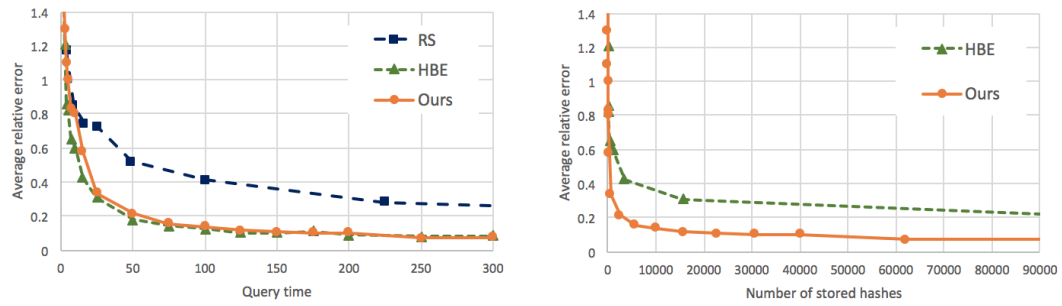 1.4
1.2
1
0.8
0.6
0.4
0.2
0
Average relative error
0 50 100 150 200 250 300
Query time
RS
HBE
Ours
1.4
1.2
1
0.8
0.6
0.4
0.2
0
Average relative error
0 10000 20000 30000 40000 50000 60000 70000 80000 90000
Number of stored hashes
HBE
Ours